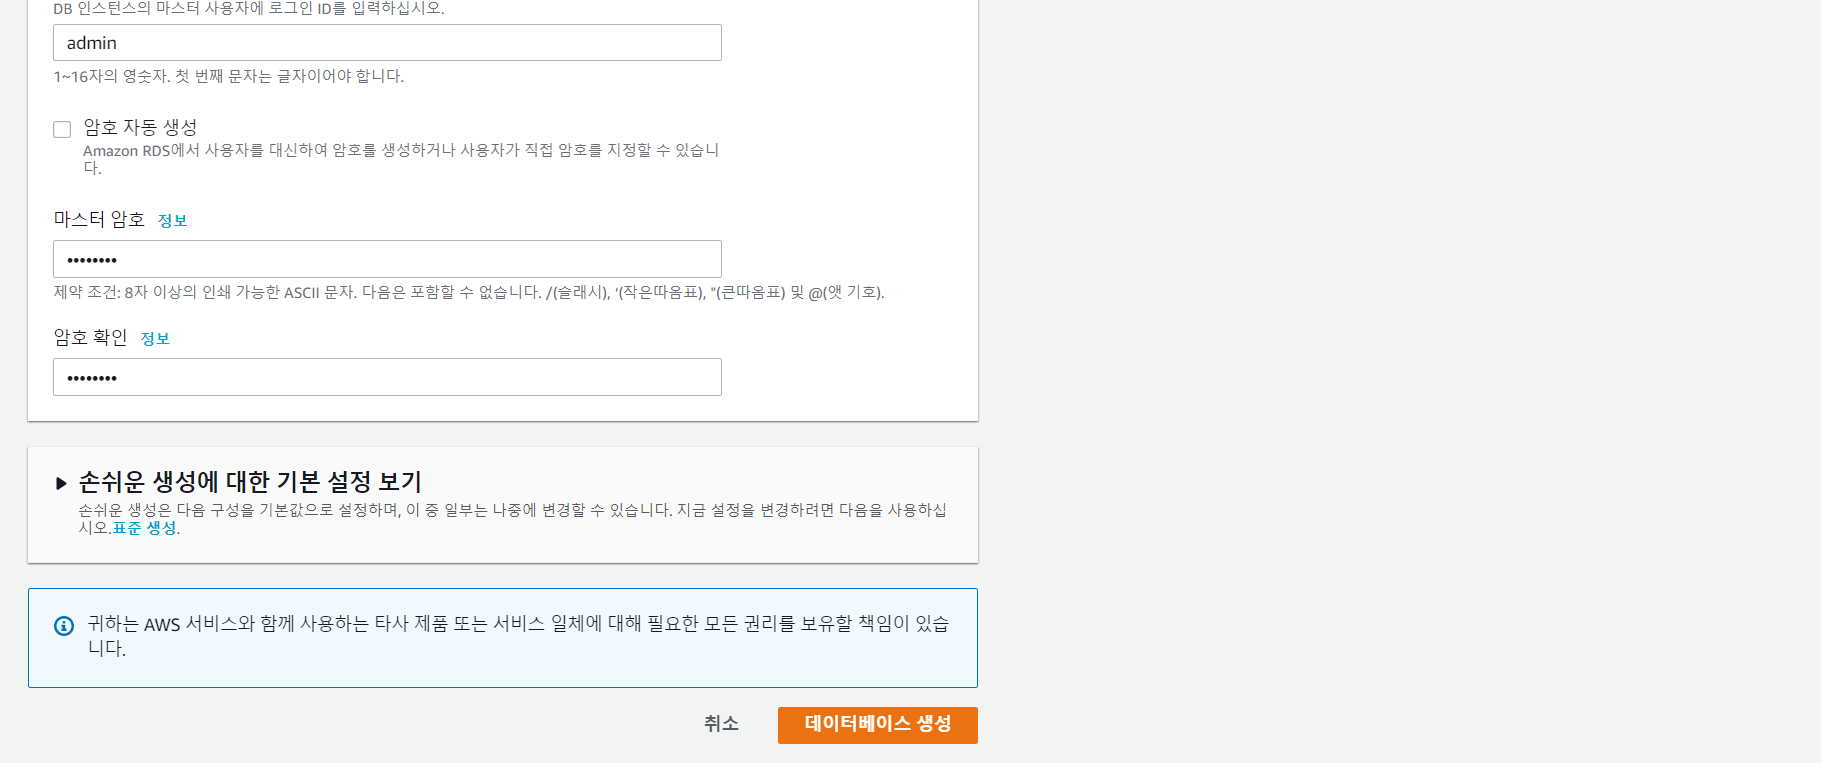 DB 인스턴스의 마스터 사용자에 로그인 ID를 입력하십시오.
admin
1~16자의 영숫자. 첫 번째 문자는 글자이어야 합니다.
암호 자동 생성
Amazon RDS에서 사용자를 대신하여 암호를 생성하거나 사용자가 직접 암호를 지정할 수 있습니
다.
마스터 암호 정보
••••••••
제약 조건: 8자 이상의 인쇄 가능한 ASCII 문자. 다음은 포함할 수 없습니다. /(슬래시), '(작은따옴표), "(큰따옴표) 및 @(앳 기호).
암호 확인 정보
••••••••
손쉬운 생성에 대한 기본 설정 보기
손쉬운 생성은 다음 구성을 기본값으로 설정하며, 이 중 일부는 나중에 변경할 수 있습니다. 지금 설정을 변경하려면 다음을 사용하십
시오.표준 생성.
귀하는 AWS 서비스와 함께 사용하는 타사 제품 또는 서비스 일체에 대해 필요한 모든 권리를 보유할 책임이 있습
니다.
취소 데이터베이스 생성